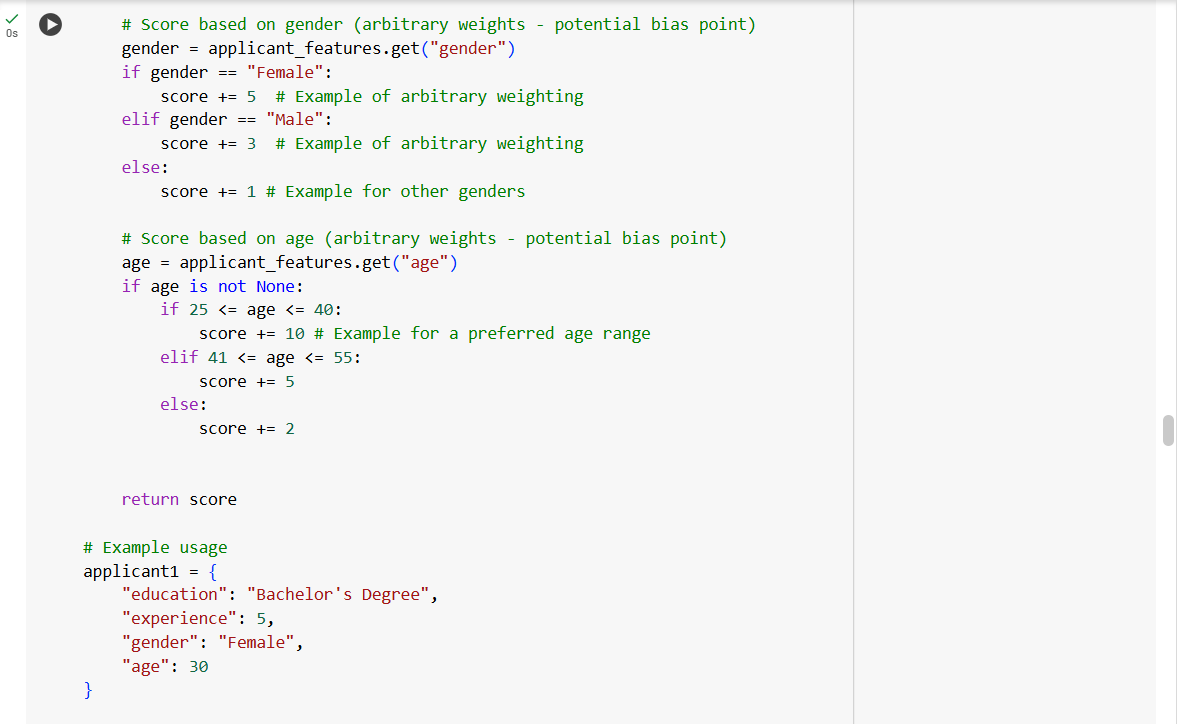 0s
# Score based on gender (arbitrary weights - potential bias point)
gender = applicant_features.get("gender")
if gender == "Female":
score += 5  # Example of arbitrary weighting
elif gender == "Male":
score += 3  # Example of arbitrary weighting
else:
score += 1 # Example for other genders
# Score based on age (arbitrary weights - potential bias point)
age = applicant_features.get("age")
if age is not None:
if 25 <= age <= 40:
score += 10 # Example for a preferred age range
elif 41 <= age <= 55:
score += 5
else:
score += 2
return score
# Example usage
applicant1 = {
"education": "Bachelor's Degree",
"experience": 5,
"gender": "Female",
"age": 30
}